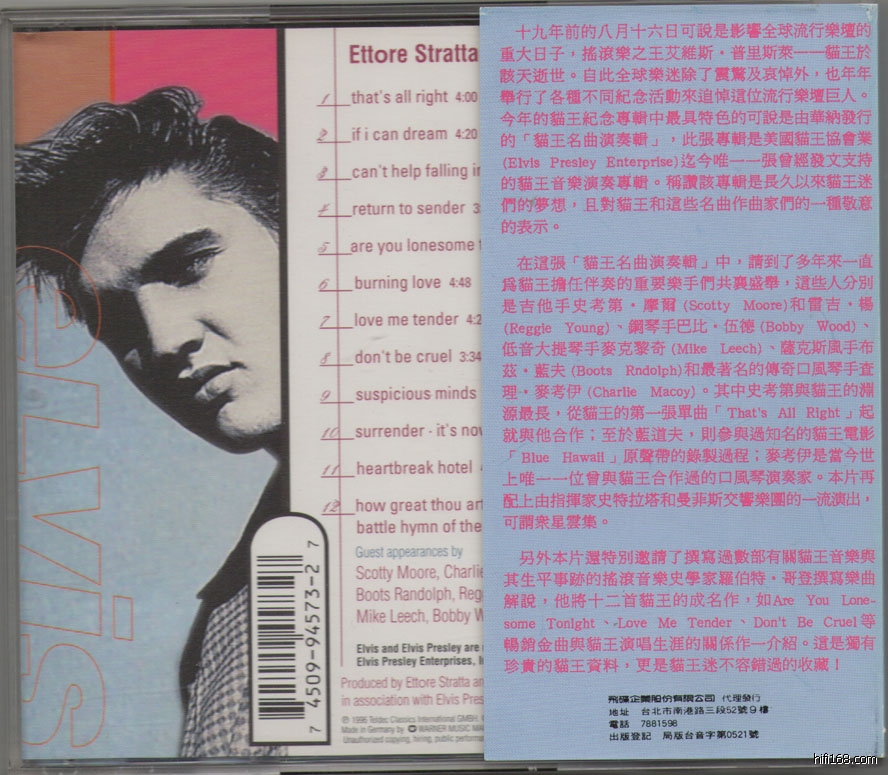 Ettore Stratta
1 that's all right 4:00
2 if i can dream 4:20
3 can't help falling in
4 return to sender 3
5 are you lonesome
6 burning love 4:48
7 love me tender 4:2
8 don't be cruel 3:34
9 suspicious minds
10 surrender · it's now
11 heartbreak hotel
12 how great thou art
battle hymn of the
Guest appearances by
Scotty Moore, Charlie
Boots Randolph, Reg
Mike Leech, Bobby W
Elvis and Elvis Presley are
Elvis Presley Enterprises, In
Produced by Ettore Stratta an
in association with Elvis Pres
© 1996 Teldec Classics International GMBH.
Made in Germany by WARNER MUSIC MA
Unauthorized copying, hiring, public performa
7 4509-94573-2 7
eLvis
十九年前的八月十六日可說是影響全球流行樂壇的
重大日子，搖滾樂之王艾維斯·普里斯萊——貓王於
該天逝世。自此全球樂迷除了震驚及哀悼外，也年年
舉行了各種不同紀念活動來追悼這位流行樂壇巨人。
今年的貓王紀念專輯中最具特色的可說是由華納發行
的「貓王名曲演奏輯」，此張專輯是美國貓王協會業
(Elvis Presley Enterprise)迄今唯一一張曾經發文支持
的貓王音樂演奏專輯。稱讚該專輯是長久以來貓王迷
們的夢想，且對貓王和這些名曲作曲家們的一種敬意
的表示。
在這張「貓王名曲演奏輯」中，請到了多年來一直
爲貓王擔任伴奏的重要樂手們共襄盛舉，這些人分別
是吉他手史考第·摩爾 (Scotty Moore)和雷吉·楊
(Reggie Young)、鋼琴手巴比·伍德 (Bobby Wood)、
低音大提琴手麥克黎奇 (Mike Leech)、薩克斯風手布
茲·藍夫 (Boots Rndolph)和最著名的傳奇口風琴手查
理·麥考伊 (Charlie Macoy)。其中史考第與貓王的淵
源最長，從貓王的第一張單曲「That's All Right」起
就與他合作；至於藍道夫，則參與過知名的貓王電影
「Blue Hawall」原聲帶的錄製過程；麥考伊是當今世
上唯一一位曾與貓王合作過的口風琴演奏家。本片再
配上由指揮家史特拉塔和曼菲斯交響樂團的一流演出，
可謂衆星雲集。
另外本片還特別邀請了撰寫過數部有關貓王音樂與
其生平事跡的搖滾音樂史學家羅伯特·哥登撰寫樂曲
解說，他將十二首貓王的成名作，如Are You Lone-
some Tonight、Love Me Tender、Don't Be Cruel等
暢銷金曲與貓王演唱生涯的關係作一介紹。這是獨有
珍貴的貓王資料，更是貓王迷不容錯過的收藏！
飛碟企業股份有限公司 代理發行
地址 台北市南港路三段52號9樓
電話 7881598
出版登記 局版台音字第0521號
hifi168.com